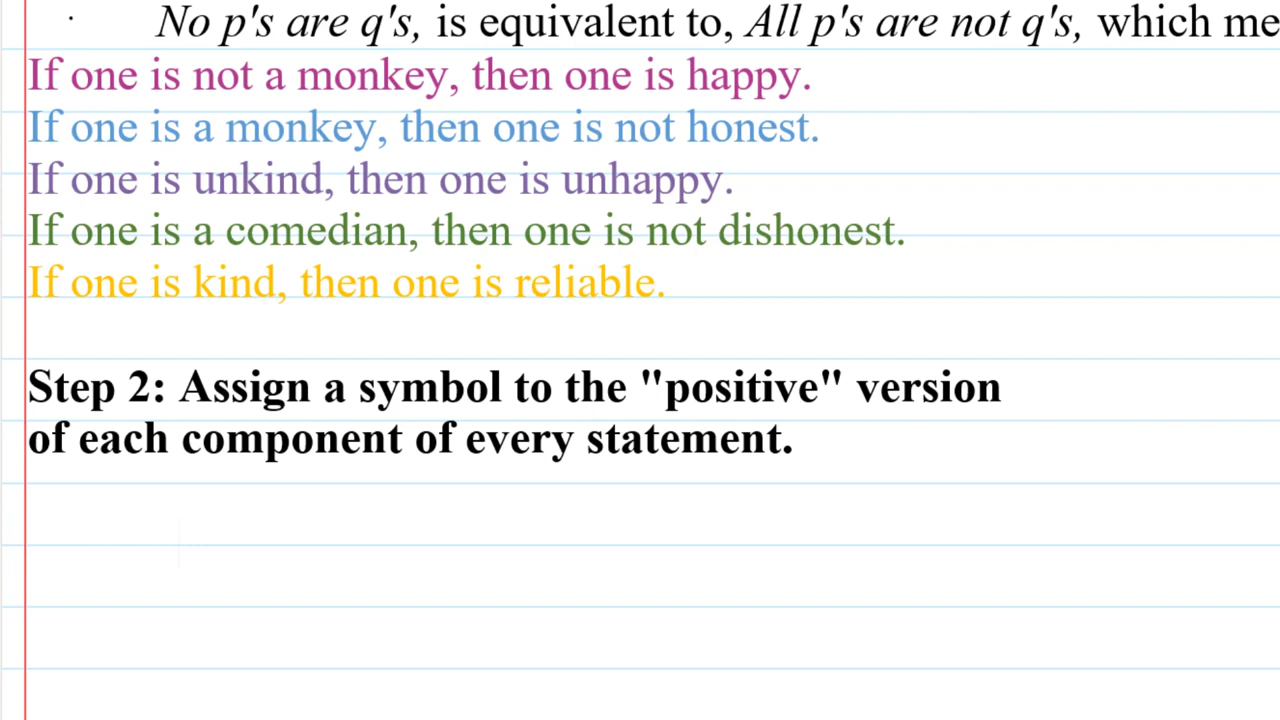 · No p's are q's, is equivalent to, All p's are not q's, which me
If one is not a monkey, then one is happy.
If one is a monkey, then one is not honest.
If one is unkind, then one is unhappy.
If one is a comedian, then one is not dishonest.
If one is kind, then one is reliable.
Step 2: Assign a symbol to the "positive" version
of each component of every statement.